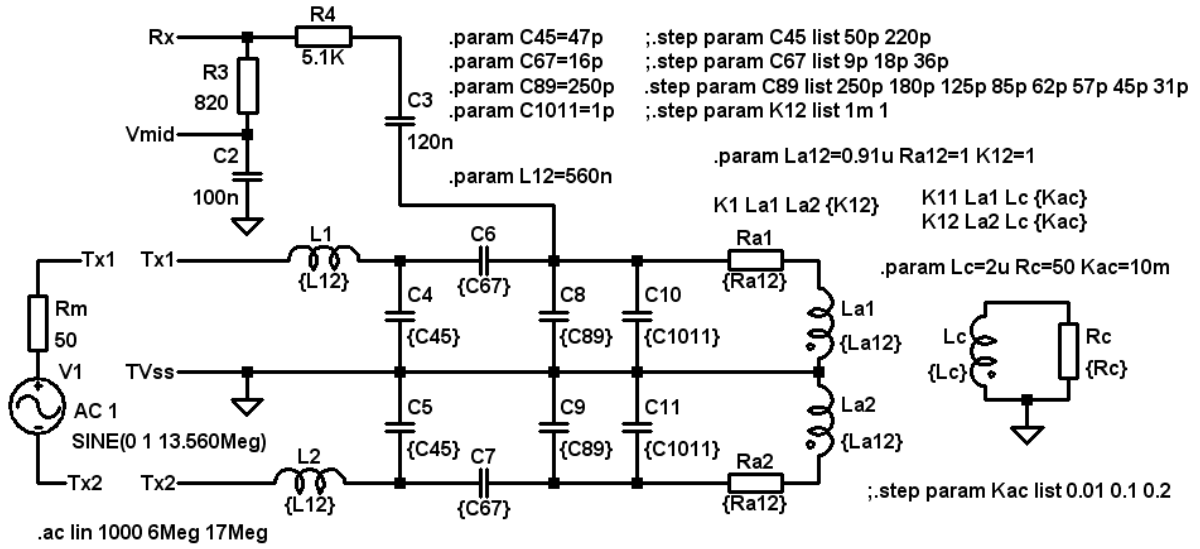 R4
Rx
5.1K
.param C45=47p ;.step param C45 list 50p 220p
.param C67=16p ;.step param C67 list 9p 18p 36p
.param C89=250p .step param C89 list 250p 180p 125p 85p 62p 57p 45p 31p
.param C1011=1p ;.step param K12 list 1m 1
R3
820
C3
120n
Vmid
C2
100n
.param La12=0.91u Ra12=1 K12=1
.param L12=560n
K1 La1 La2 {K12}
K11 La1 Lc {Kac}
K12 La2 Lc {Kac}
Tx1
Tx1
L1
{L12}
C6
{C67}
Ra1
{Ra12}
.param Lc=2u Rc=50 Kac=10m
Rm
50
C4
{C45}
C8
{C89}
C10
{C1011}
La1
{La12}
Lc
{Lc}
Rc
{Rc}
V1
TVss
AC 1
SINE(0 1 13.560Meg)
C5
{C45}
C9
{C89}
C11
{C1011}
La2
{La12}
Tx2
Tx2
L2
{L12}
C7
{C67}
Ra2
{Ra12}
;.step param Kac list 0.01 0.1 0.2
.ac lin 1000 6Meg 17Meg